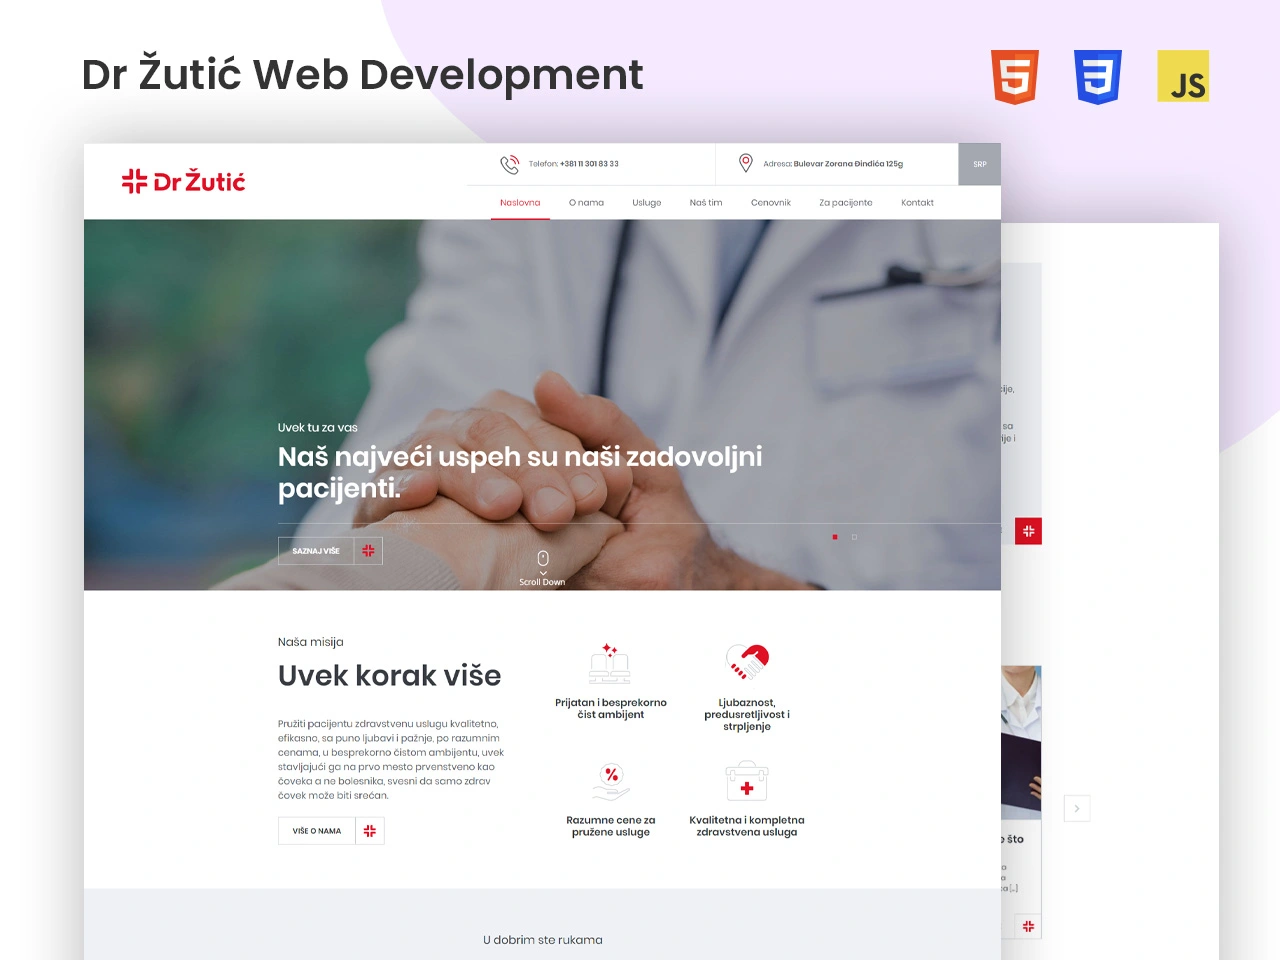 Dr Žutić Web Development
JS
Dr Žutić
Telefon: +381 11 301 83 33
Adresa: Bulevar Zorana Đinđića 125g
SRP
Naslovna
O nama
Usluge
Naš tim
Cenovnik
Za pacijente
Kontakt
Uvek tu za vas
Naš najveći uspeh su naši zadovoljni
pacijenti.
SAZNAJ VIŠE
Scroll Down
Naša misija
Uvek korak više
Pružiti pacijentu zdravstvenu uslugu kvalitetno,
efikasno, sa puno ljubavi i pažnje, po razumnim
cenama, u besprekorno čistom ambijentu, uvek
stavljajući ga na prvo mesto prvenstveno kao
čoveka a ne bolesnika, svesni da samo zdrav
čovek može biti srećan.
VIŠE O NAMA
Prijatan i besprekorno
čist ambijent
Ljubaznost,
predusretljivost i
strpljenje
Razumne cene za
pružene usluge
Kvalitetna i kompletna
zdravstvena usluga
U dobrim ste rukama
sa
što
[...]